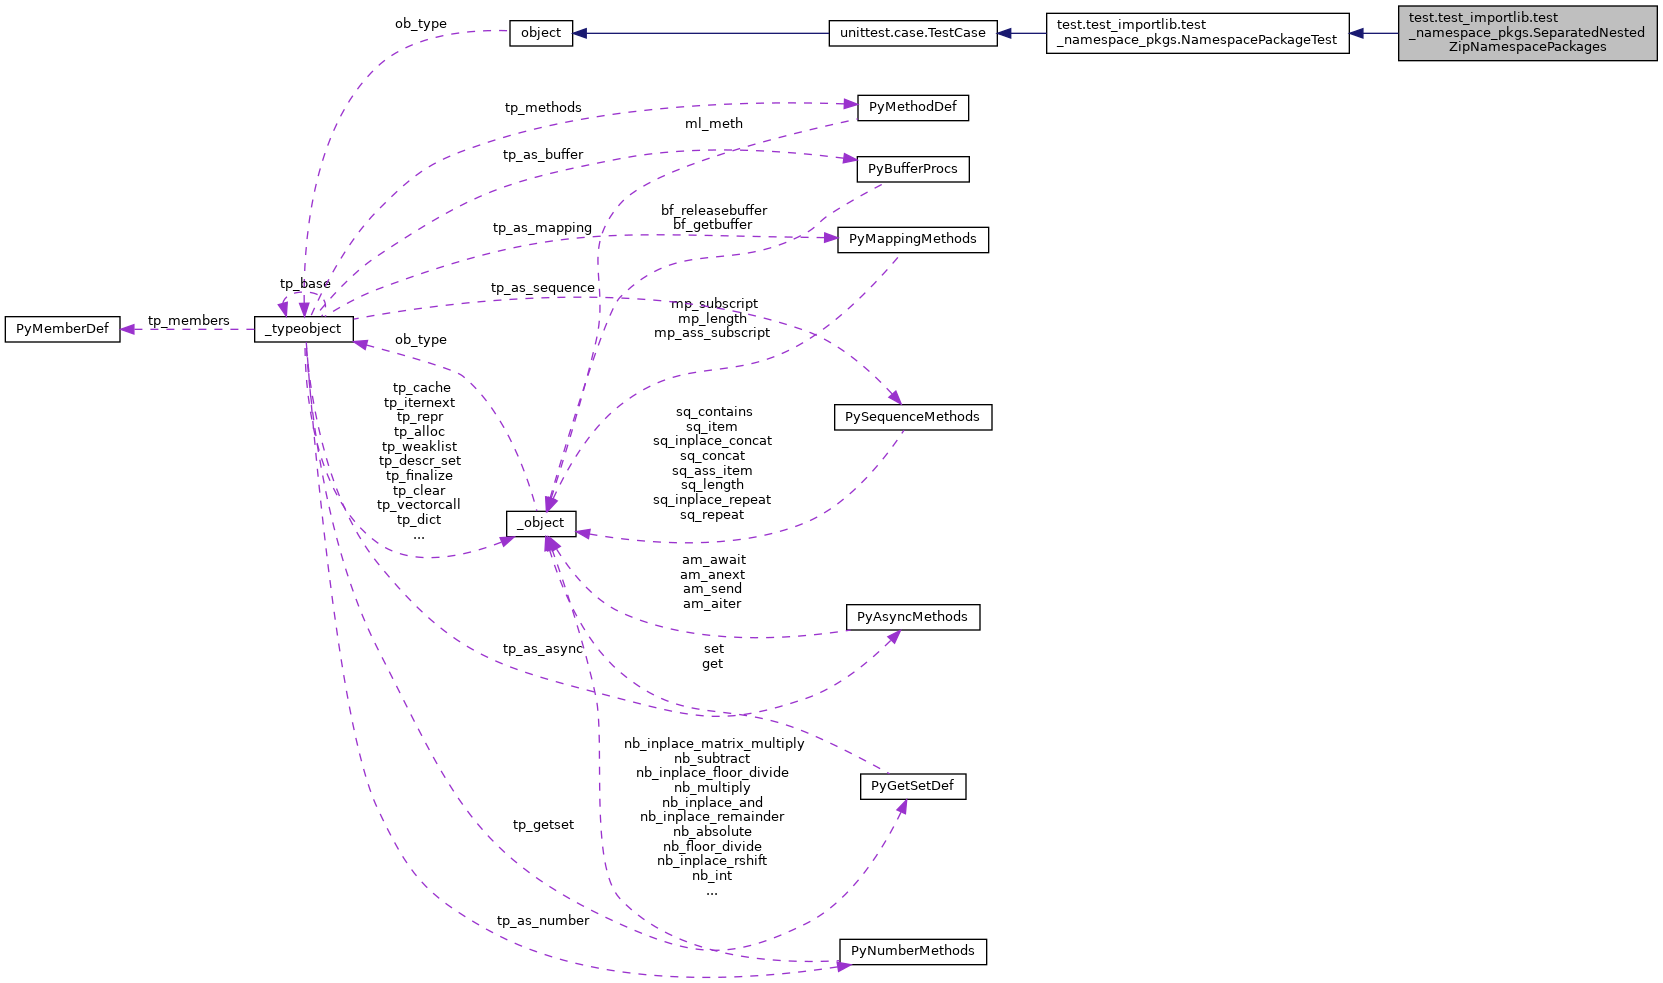 ob_type
object
unittest.case.TestCase
test.test_importlib.test
_namespace_pkgs.NamespacePackageTest
test.test_importlib.test
_namespace_pkgs.SeparatedNested
ZipNamespacePackages
tp_methods
PyMethodDef
ml_meth
tp_as_buffer
PyBufferProcs
bf_releasebuffer
bf_getbuffer
tp_as_mapping
PyMappingMethods
tp_base
tp_as_sequence
mp_subscript
mp_length
mp_ass_subscript
PyMemberDef
tp_members
_typeobject
ob_type
tp_cache
tp_iternext
tp_repr
tp_alloc
tp_weaklist
tp_descr_set
tp_finalize
tp_clear
tp_vectorcall
tp_dict
...
sq_contains
sq_item
sq_inplace_concat
sq_concat
sq_ass_item
sq_length
sq_inplace_repeat
sq_repeat
PySequenceMethods
_object
am_await
am_anext
am_send
am_aiter
PyAsyncMethods
tp_as_async
set
get
nb_inplace_matrix_multiply
nb_subtract
nb_inplace_floor_divide
nb_multiply
nb_inplace_and
nb_inplace_remainder
nb_absolute
nb_floor_divide
nb_inplace_rshift
nb_int
...
PyGetSetDef
tp_getset
tp_as_number
PyNumberMethods